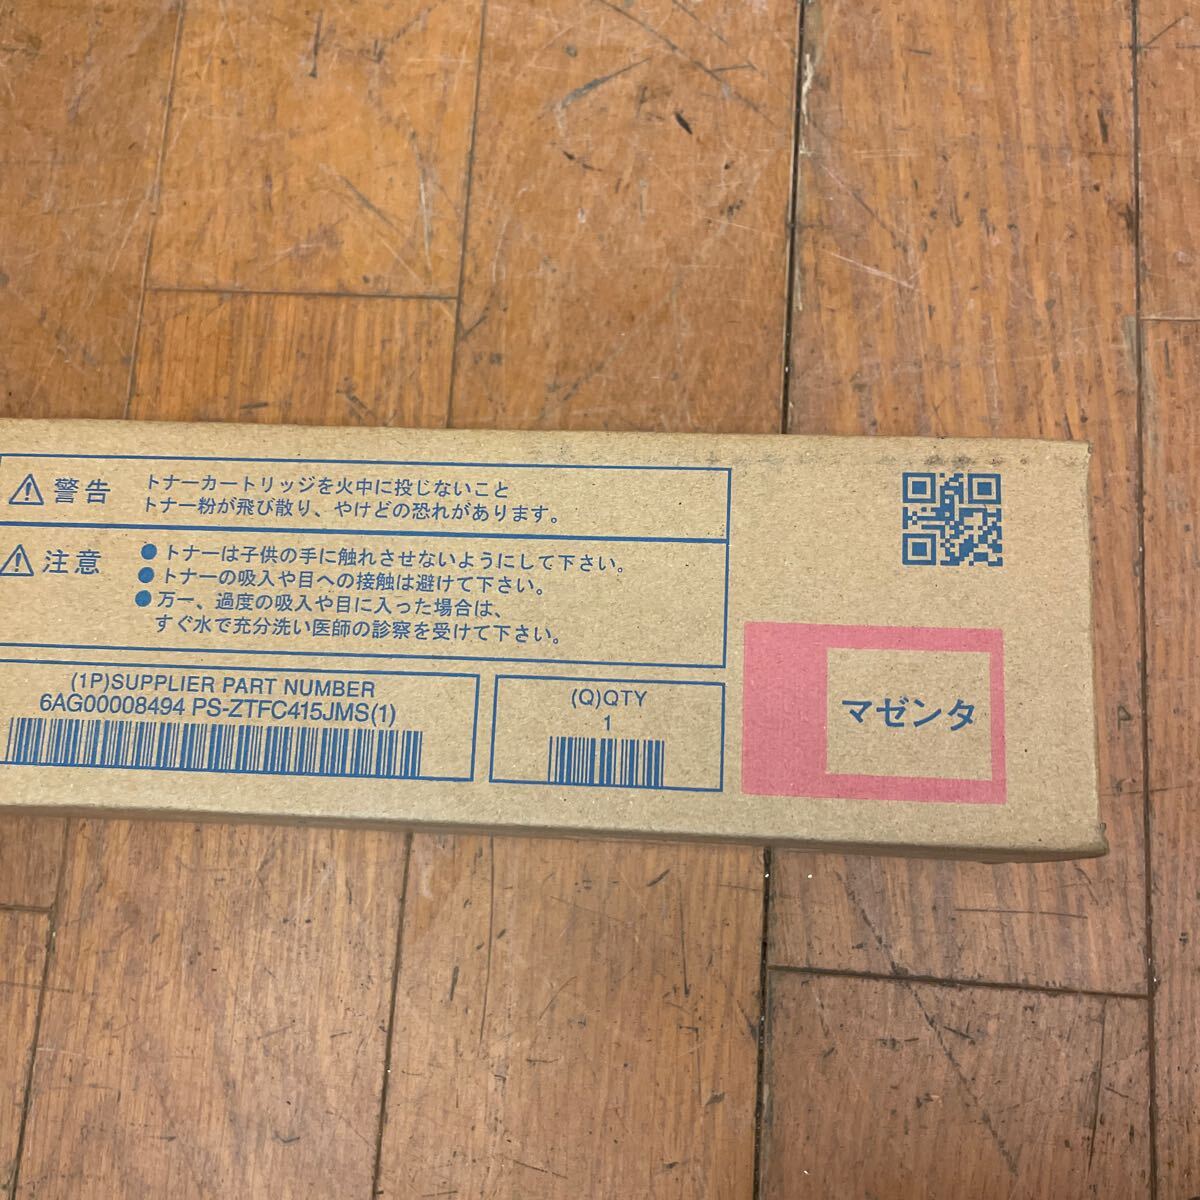 警告
トナーカートリッジを火中に投じないこと
トナー粉が飛び散り、やけどの恐れがあります。
注意
●トナーは子供の手に触れさせないようにして下さい。
●トナーの吸入や目への接触は避けて下さい。
●万一、過度の吸入や目に入った場合は、
すぐ水で充分洗い医師の診察を受けて下さい。
(1P)SUPPLIER PART NUMBER
6AG00008494 PS-ZTFC415JMS(1)
(Q)QTY
1
マゼンタ